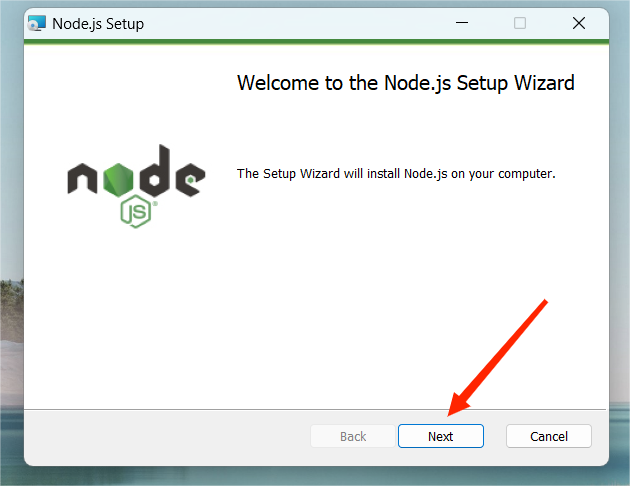 Node.js Setup
Welcome to the Node.js Setup Wizard
node
JS®
The Setup Wizard will install Node.js on your computer.
Back
Next
Cancel